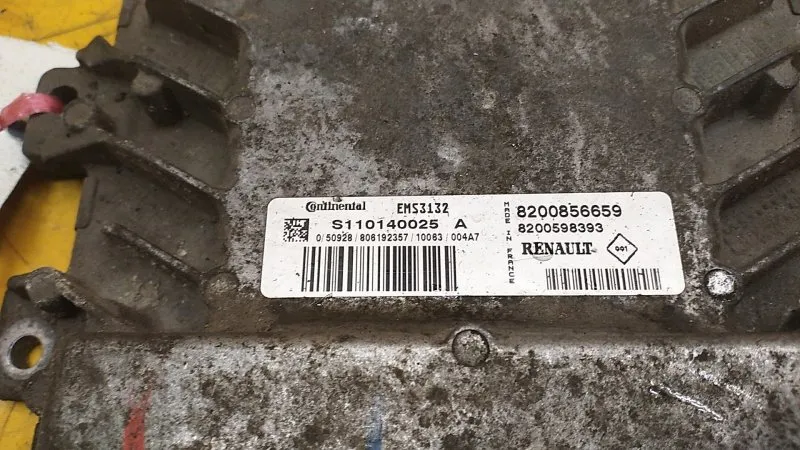 Continental EMS3132
S110140025 A
0/50928/806192357/10063/004A7
MADE IN FRANCE
8200856659
8200598393
RENAULT 001